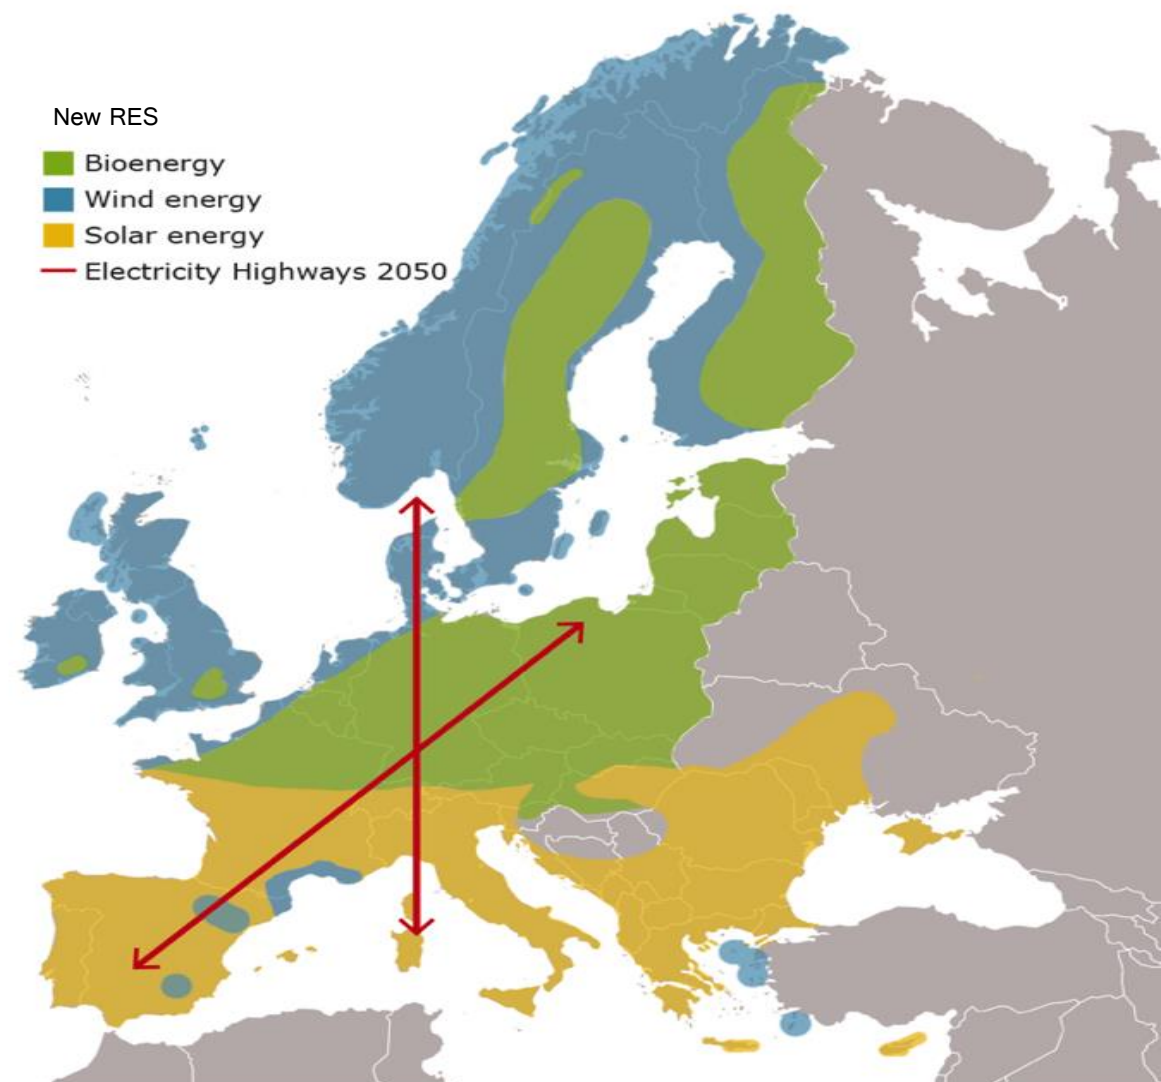 New RES
Bioenergy
Wind energy
Solar energy
Electricity Highways 2050